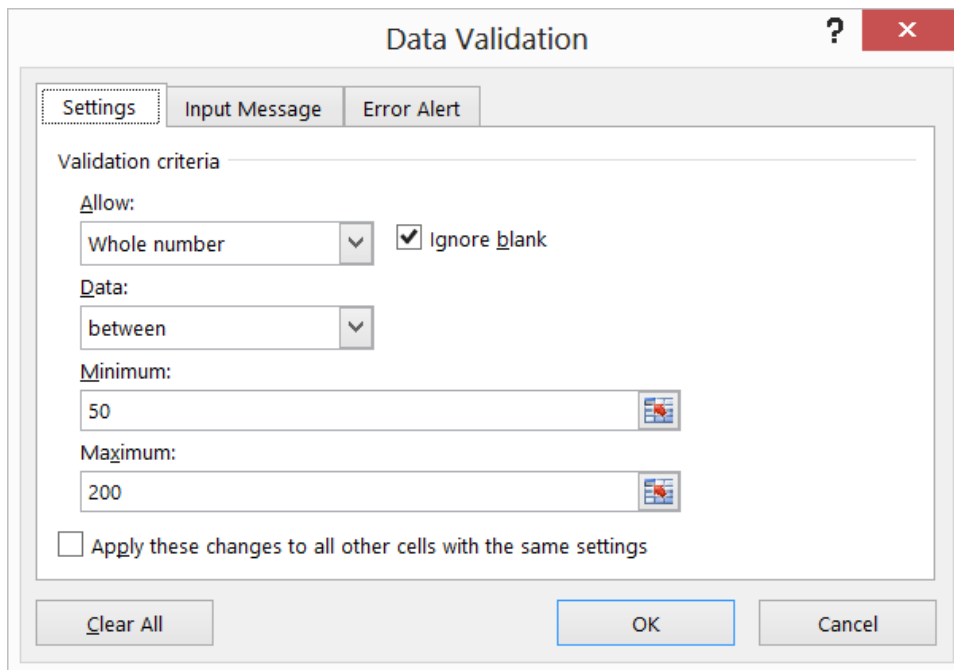 Data Validation ?
Settings Input Message Error Alert
Validation criteria
Allow:
Whole number Ignore blank
Data:
between
Minimum:
50
Maximum:
200
Apply these changes to all other cells with the same settings
Clear All OK Cancel